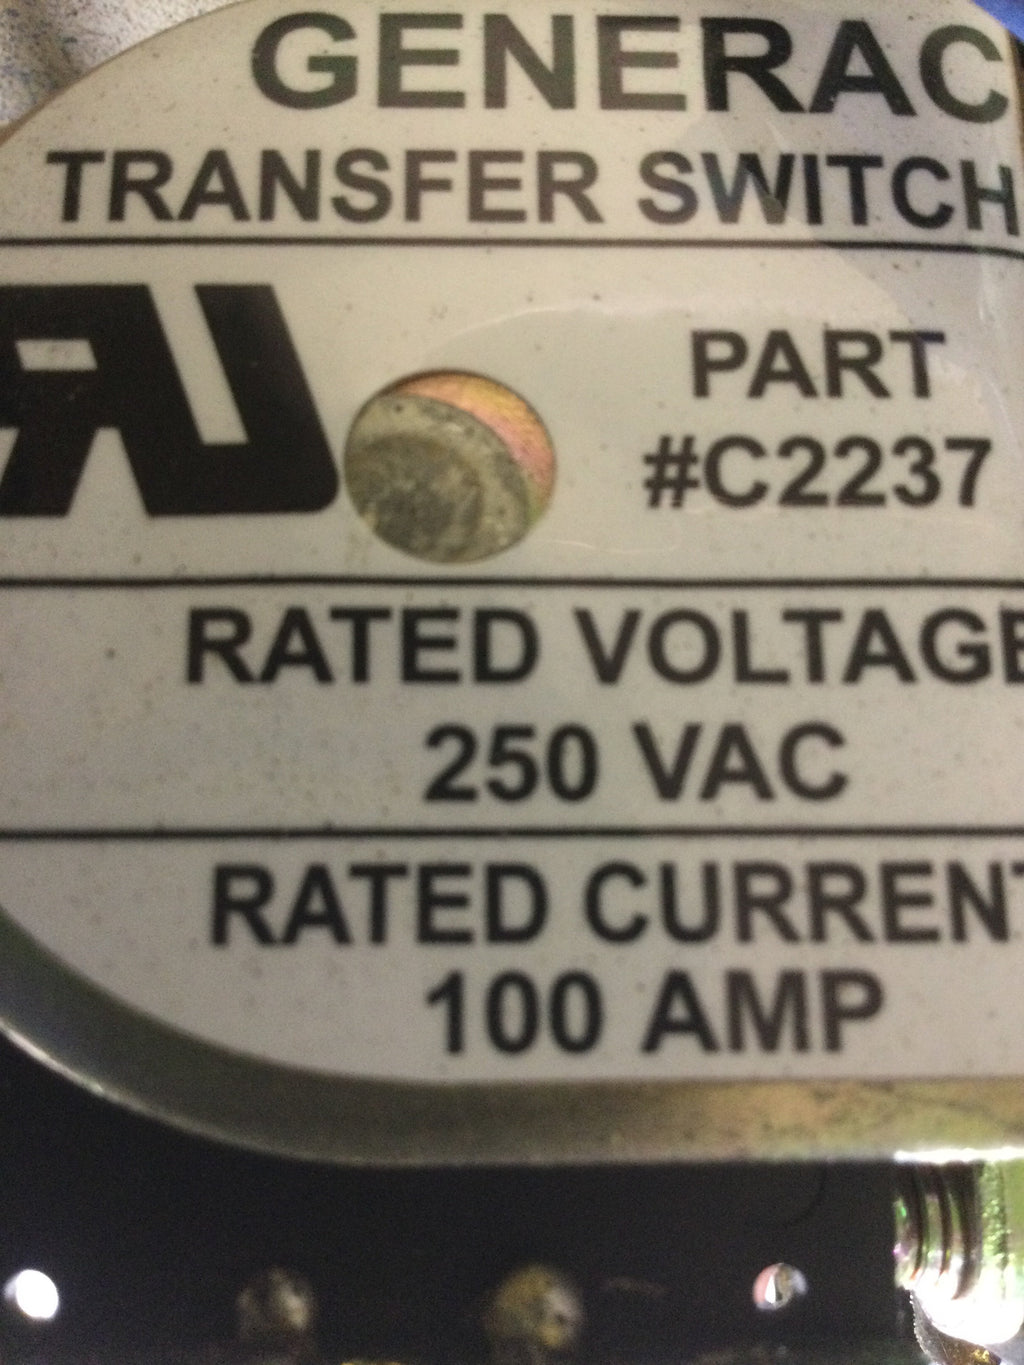 GENERAC
TRANSFER SWITCH
PART
#C2237
RATED VOLTAGE
250 VAC
RATED CURRENT
100 AMP